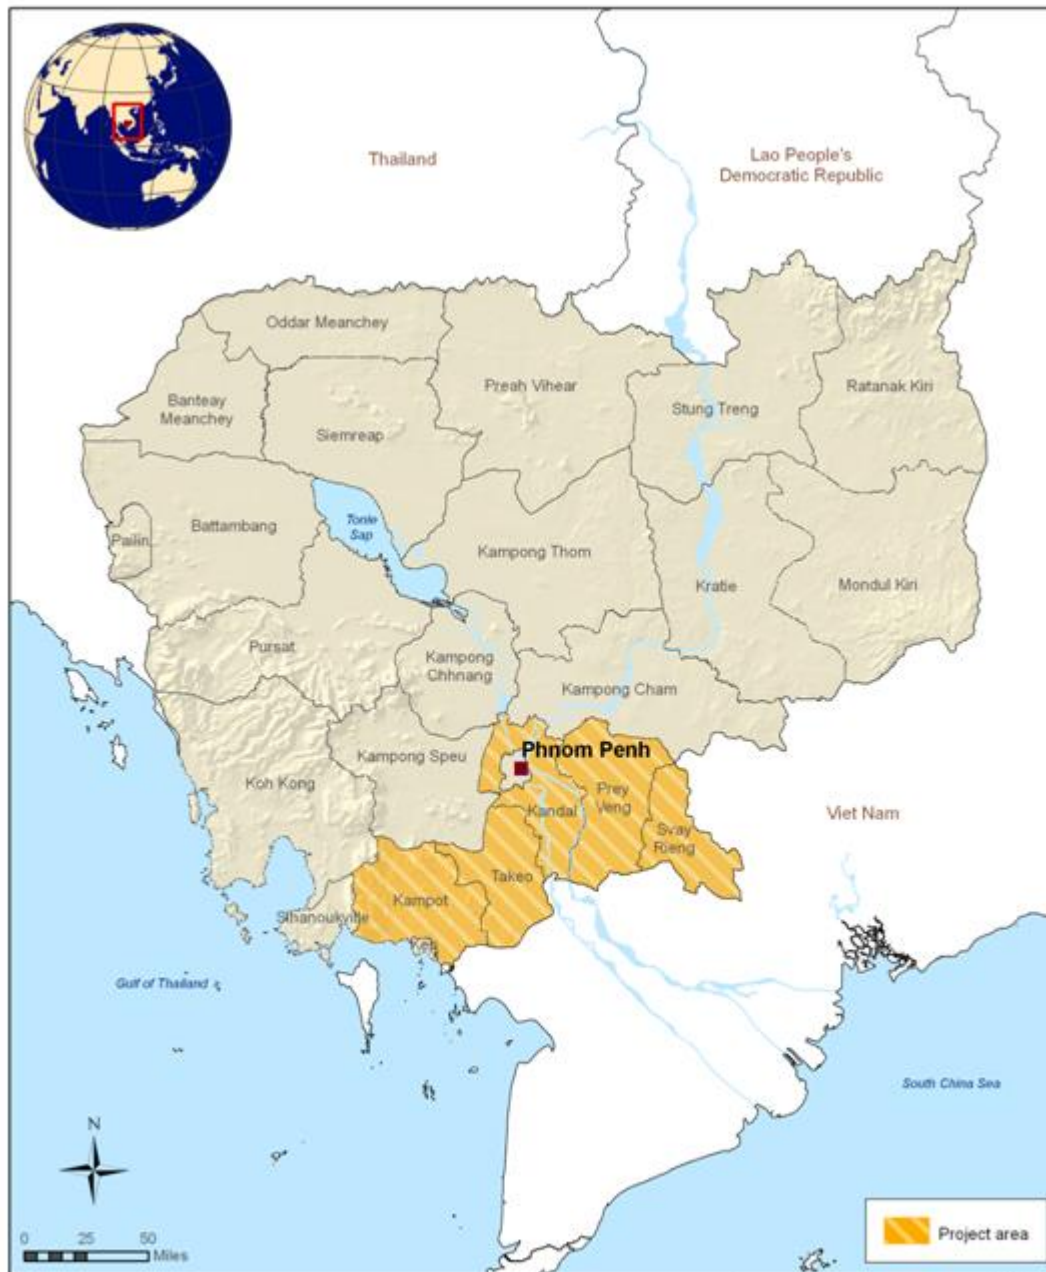 Thailand
Lao People's
Democratic Republic
Oddar Meanchey
Banteay
Meanchey
Siemreap
Preah Vihear
Stung Treng
Ratanak Kiri
Battambang
Pailin
Tonle
Sap
Kampong Thom
Kratie
Mondul Kiri
Pursat
Kampong
Chhnang
Kampong Cham
Kampong Speu
Phnom Penh
Koh Kong
Kandal
Prey
Veng
Svay
Rieng
Viet Nam
Takeo
Kampot
Sihanoukville
Gulf of Thailand
South China Sea
N
0 25 50
Miles
Project area